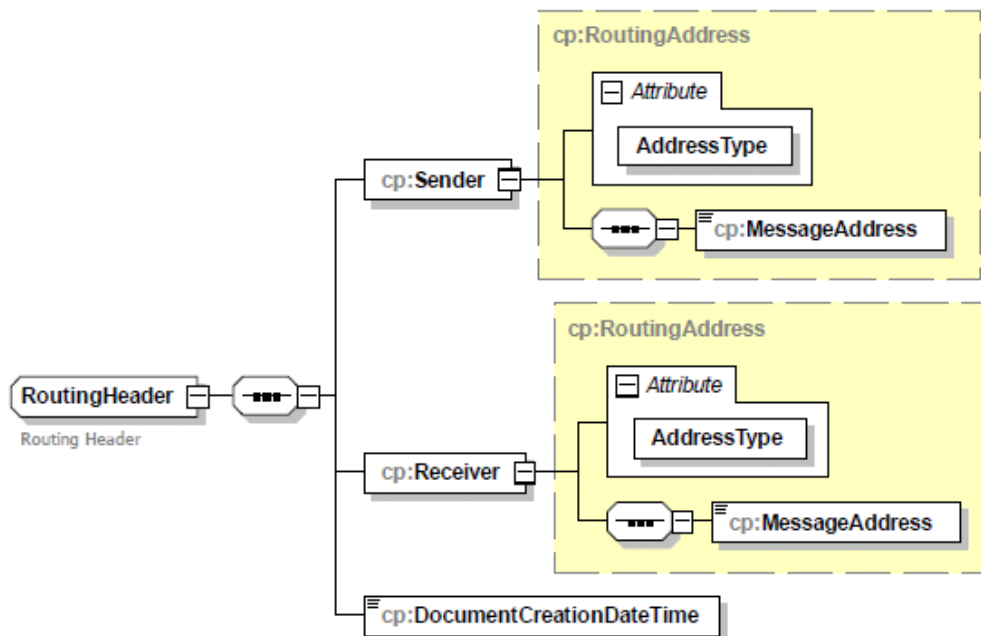 cp:RoutingAddress
Attribute
AddressType
cp:Sender
cp:MessageAddress
cp:RoutingAddress
Attribute
RoutingHeader
Routing Header
AddressType
cp:Receiver
cp:MessageAddress
cp:DocumentCreationDateTime